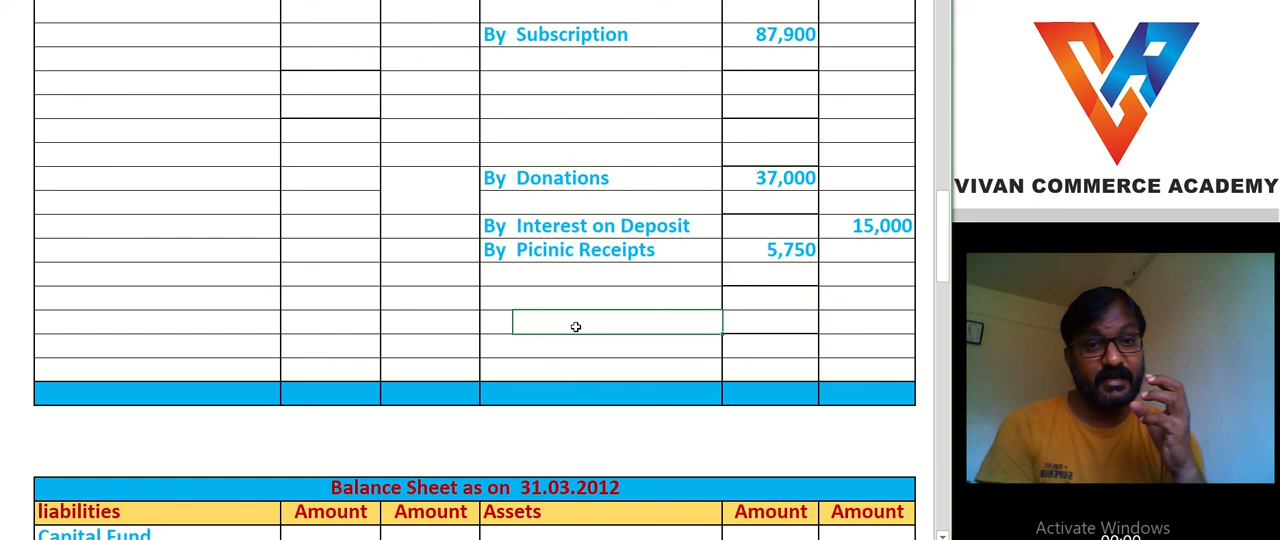 By Subscription 87,900
By Donations 37,000
By Interest on Deposit 15,000
By Picinic Receipts 5,750
Balance Sheet as on 31.03.2012
liabilities Amount Amount Assets Amount Amount
Capital Fund
VIVAN COMMERCE ACADEMY
Activate Windows
00:00